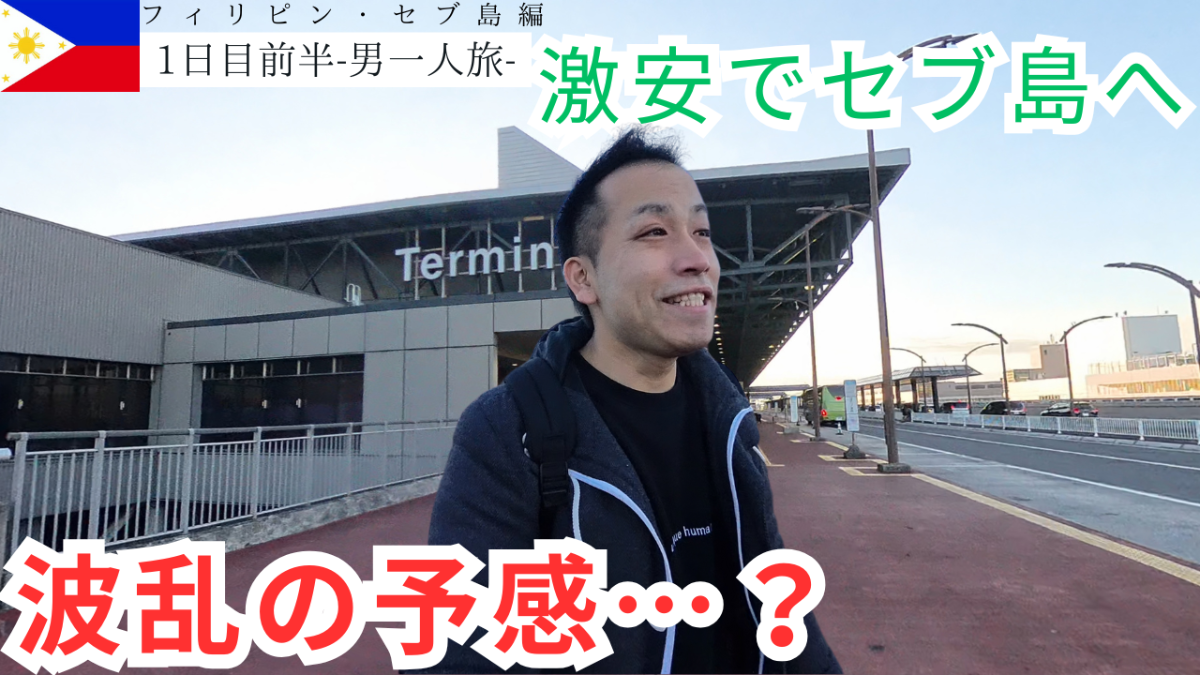 フィリピン・セブ島編
1日目前半-男一人旅-
激安でセブ島へ
Termin
波乱の予感…？